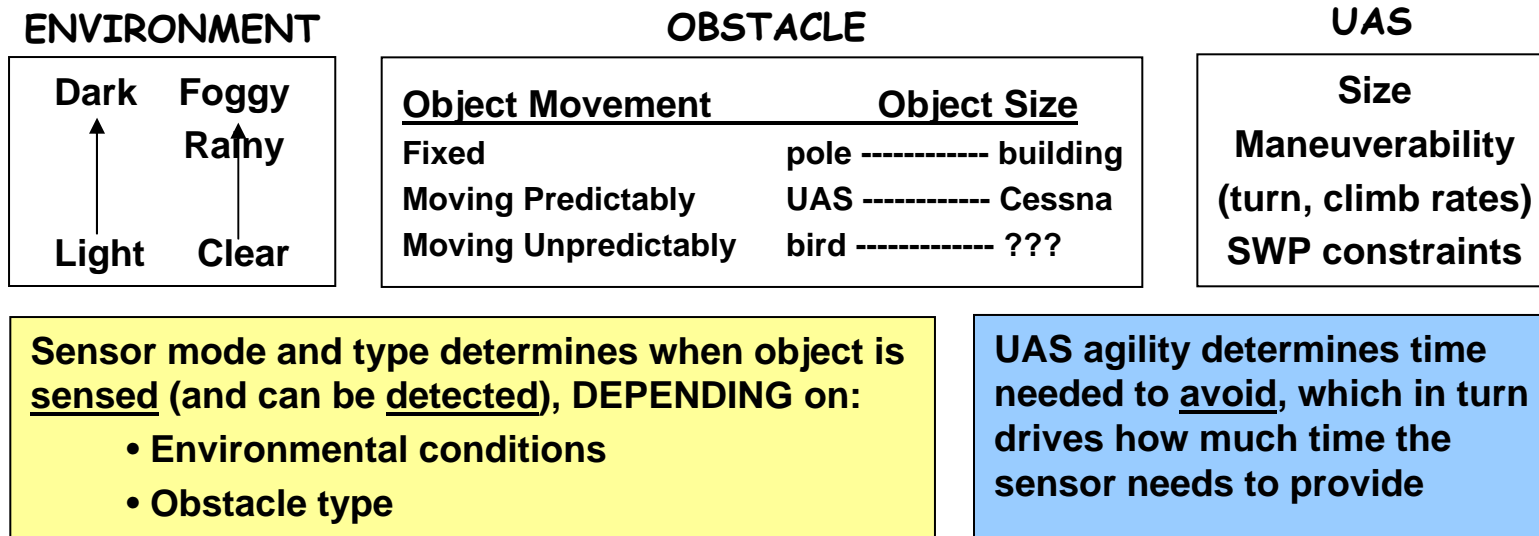 ENVIRONMENT
Dark Foggy
Rainy
Light Clear
OBSTACLE
Object Movement Object Size
Fixed pole ------------ building
Moving Predictably UAS ------------ Cessna
Moving Unpredictably bird ------------- ???
UAS
Size
Maneuverability
(turn, climb rates)
SWP constraints
Sensor mode and type determines when object is
sensed (and can be detected), DEPENDING on:
• Environmental conditions
• Obstacle type
UAS agility determines time
needed to avoid, which in turn
drives how much time the
sensor needs to provide